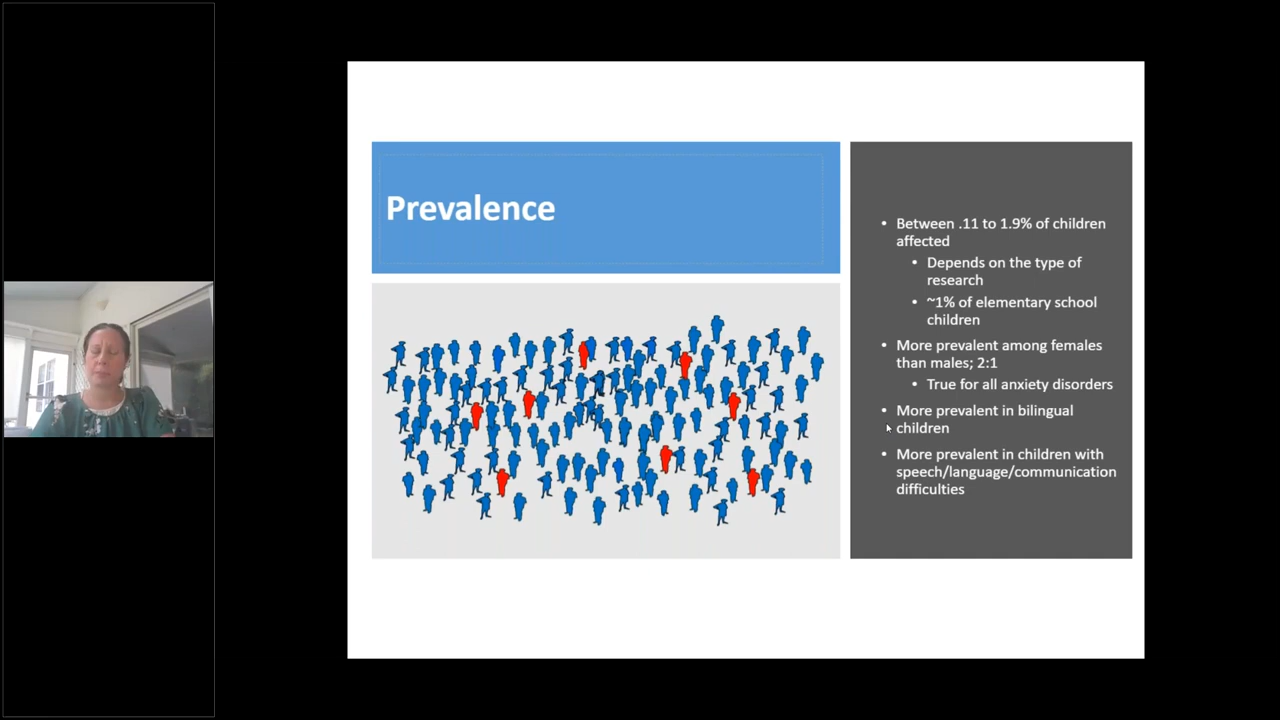 Prevalence
• Between .11 to 1.9% of children
affected
• Depends on the type of
research
• ~1% of elementary school
children
• More prevalent among females
than males; 2:1
• True for all anxiety disorders
• More prevalent in bilingual
children
• More prevalent in children with
speech/language/communication
difficulties